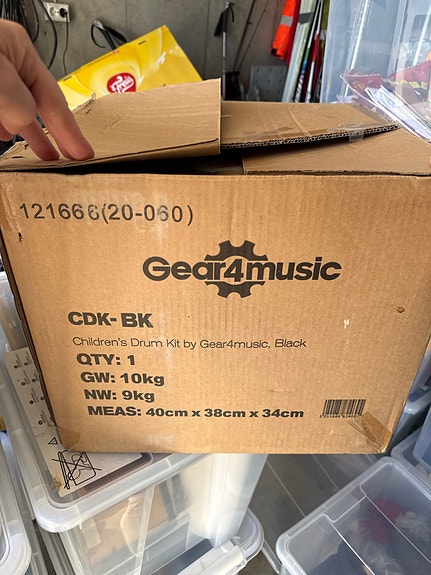 121666(20-060)
Gear4music
CDK- BK
Children's Drum Kit by Gear4music, Black
QTY: 1
GW: 10kg
NW: 9kg
MEAS: 40cm x 38cm x 34cm